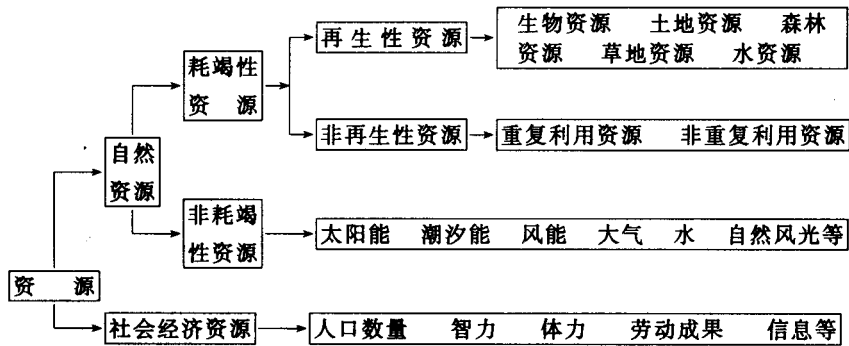 生物资源 土地资源 森林
再生性资源
资源 草地资源 水资源
耗竭性
资源
非再生性资源 重复利用资源 非重复利用资源
自然
资源
非耗竭
性资源
太阳能 潮汐能 风能 大气 水 自然风光等
资源
社会经济资源 人口数量 智力 体力 劳动成果 信息等